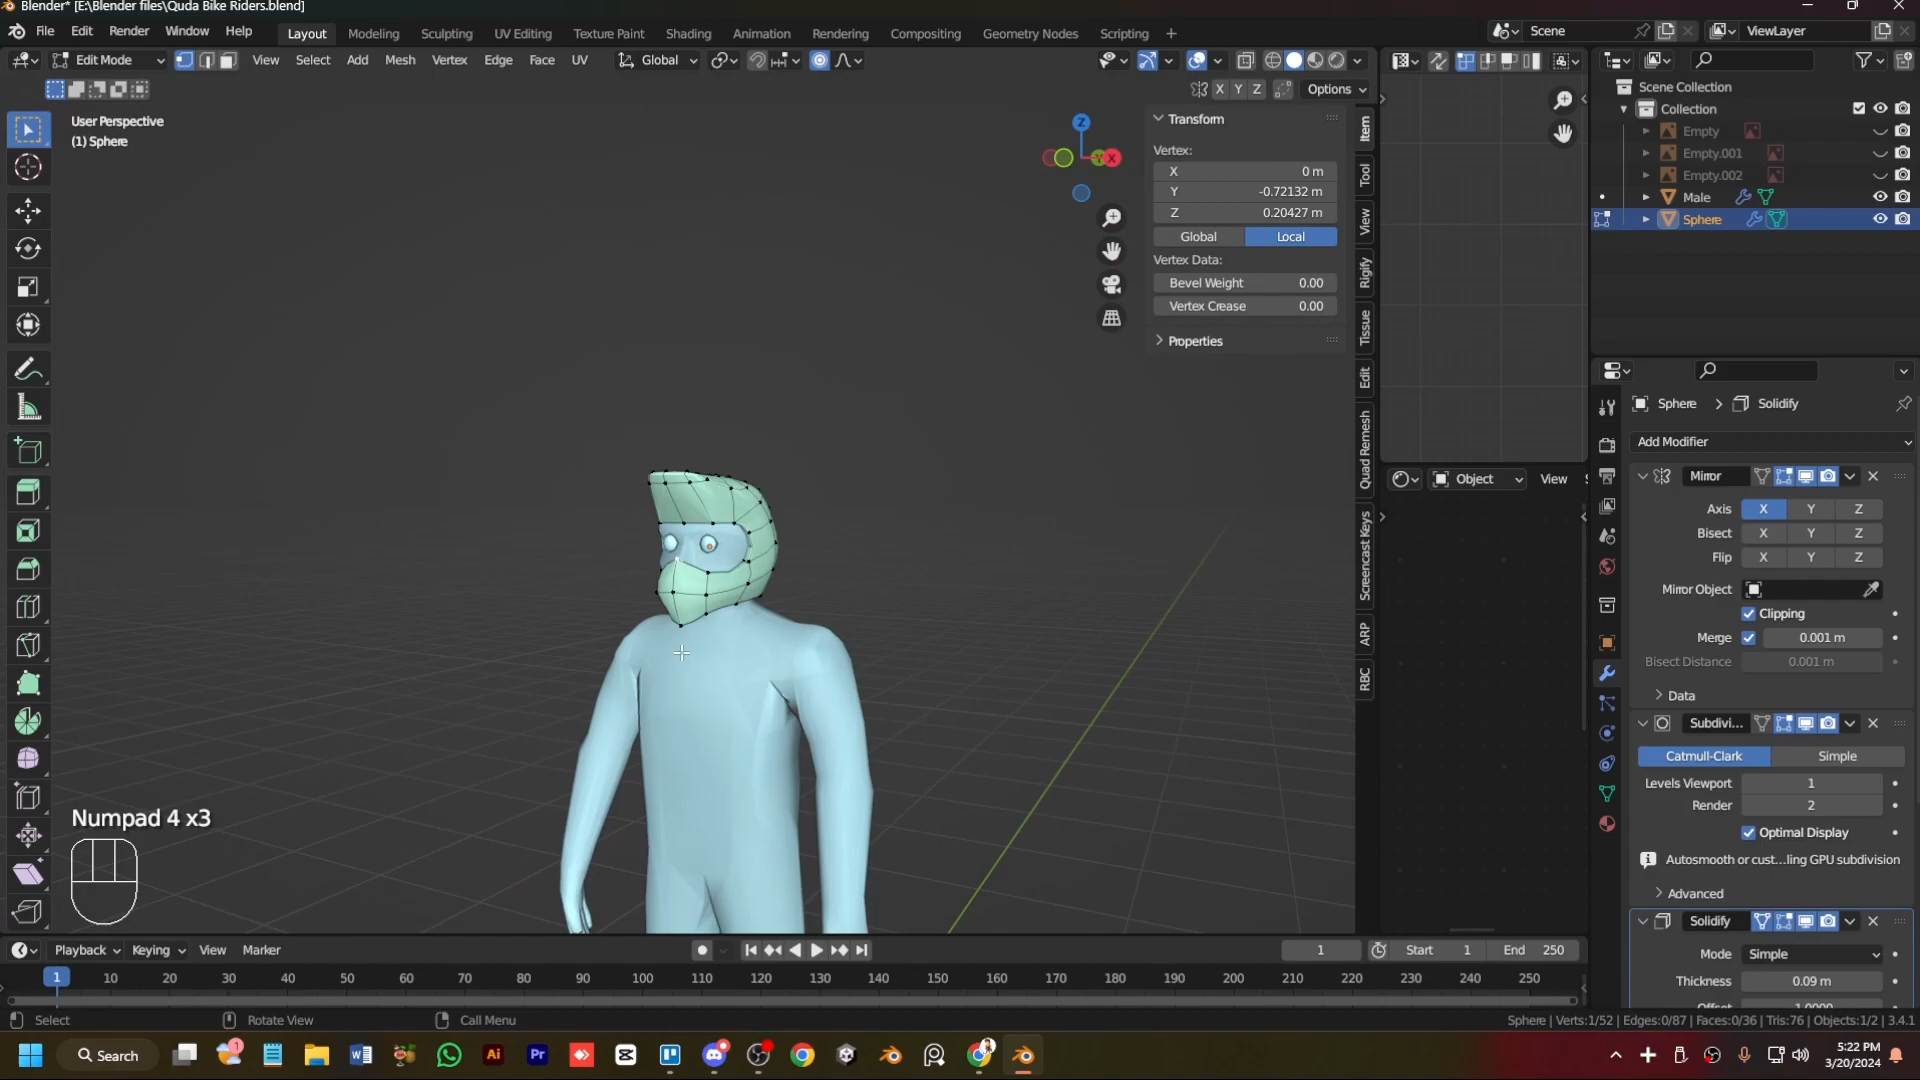 Blender* [E:\Blender files\Quda Bike Riders.blend]
File Edit Render Window Help
Layout Modeling Sculpting UV Editing Texture Paint Shading Animation Rendering Compositing Geometry Nodes Scripting +
Scene
ViewLayer
Edit Mode View Select Add Mesh Vertex Edge Face UV
Global
X Y Z Options
User Perspective
(1) Sphere
Z
Y
X
Transform
Vertex:
X 0 m
Y -0.72132 m
Z 0.20427 m
Global Local
Vertex Data:
Bevel Weight 0.00
Vertex Crease 0.00
Properties
Item
Tool
View
Rigify
Tissue
Edit
Quad Remesh
Screencast Keys
ARP
RBC
Object View
Scene Collection
Collection
Empty
Empty.001
Empty.002
Male
Sphere
Sphere > Solidify
Add Modifier
Mirror
Axis X Y Z
Bisect X Y Z
Flip X Y Z
Mirror Object
Clipping
Merge 0.001 m
Bisect Distance 0.001 m
Data
Subdivi...
Catmull-Clark Simple
Levels Viewport 1
Render 2
Optimal Display
Autosmooth or cust...ling GPU subdivision
Advanced
Solidify
Mode Simple
Thickness 0.09 m
Numpad 4 x3
Playback Keying View Marker
1 Start 1 End 250
1 10 20 30 40 50 60 70 80 90 100 110 120 130 140 150 160 170 180 190 200 210 220 230 240 250
Select Rotate View Call Menu
Sphere | Verts:1/52 | Edges:0/87 | Faces:0/36 | Tris:76 | Objects:1/2 | 3.4.1
Search
1
Ai
Pr
5:22 PM
3/20/2024